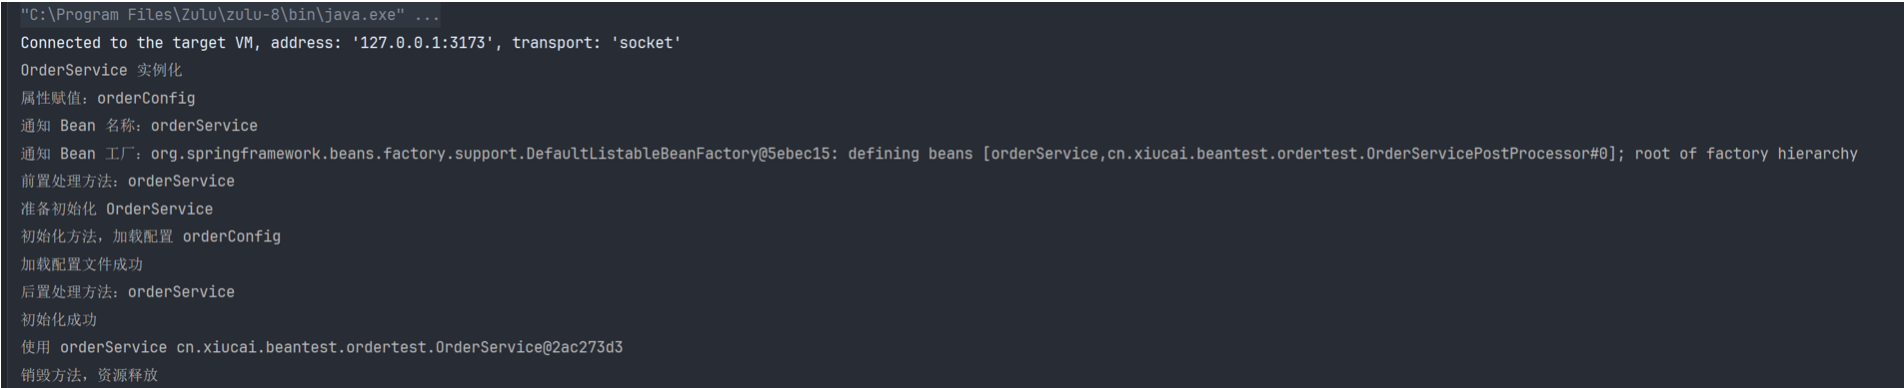 "C:\Program Files\Zulu\zulu-8\bin\java.exe" ...
Connected to the target VM, address: '127.0.0.1:3173', transport: 'socket'
OrderService 实例化
属性赋值：orderConfig
通知 Bean 名称：orderService
通知 Bean 工厂：org.springframework.beans.factory.support.DefaultListableBeanFactory@5ebec15: defining beans [orderService,cn.xiucai.beantest.ordertest.OrderServicePostProcessor#0]; root of factory hierarchy
前置处理方法：orderService
准备初始化 OrderService
初始化方法，加载配置 orderConfig
加载配置文件成功
后置处理方法：orderService
初始化成功
使用 orderService cn.xiucai.beantest.ordertest.OrderService@2ac273d3
销毁方法，资源释放